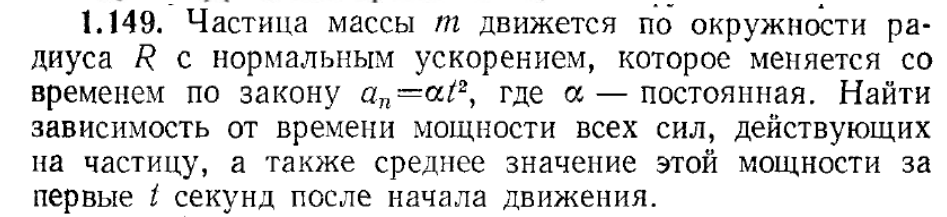 1.149. Частица массы m движется по окружности ра-
диуса R с нормальным ускорением, которое меняется со
временем по закону aₙ=αt², где α — постоянная. Найти
зависимость от времени мощности всех сил, действующих
на частицу, а также среднее значение этой мощности за
первые t секунд после начала движения.